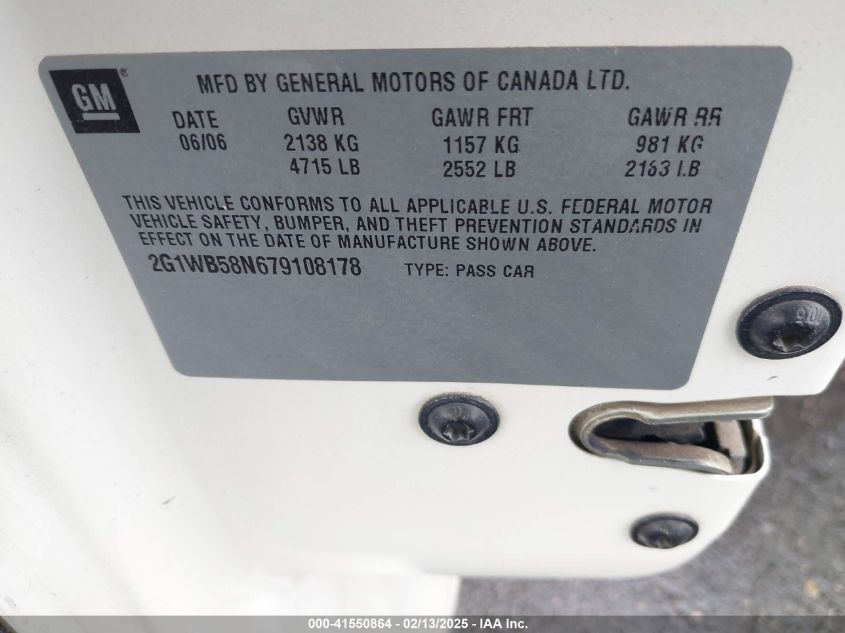 GM
MFD BY GENERAL MOTORS OF CANADA LTD.
DATE GVWR GAWR FRT GAWR RR
06/06 2138 KG 1157 KG 981 KG
4715 LB 2552 LB 2163 LB
THIS VEHICLE CONFORMS TO ALL APPLICABLE U.S. FEDERAL MOTOR
VEHICLE SAFETY, BUMPER, AND THEFT PREVENTION STANDARDS IN
EFFECT ON THE DATE OF MANUFACTURE SHOWN ABOVE.
2G1WB58N679108178 TYPE: PASS CAR
000-41550864 - 02/13/2025 - IAA Inc.